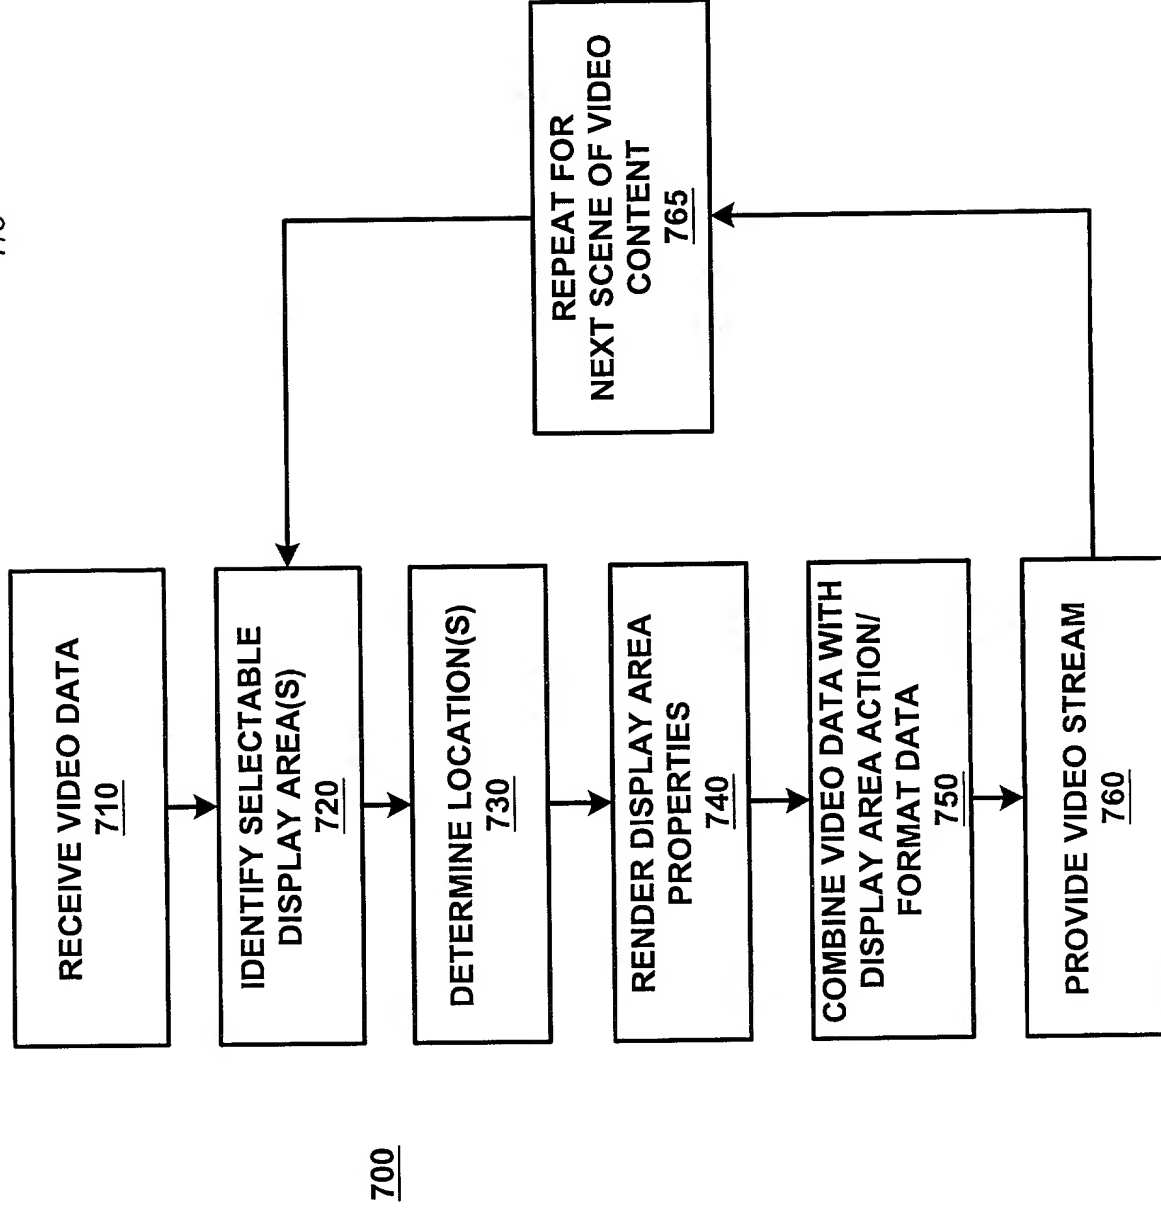 700
RECEIVE VIDEO DATA
710
IDENTIFY SELECTABLE
DISPLAY AREA(S)
720
DETERMINE LOCATION(S)
730
RENDER DISPLAY AREA
PROPERTIES
740
COMBINE VIDEO DATA WITH
DISPLAY AREA ACTION/
FORMAT DATA
750
PROVIDE VIDEO STREAM
760
REPEAT FOR
NEXT SCENE OF VIDEO
CONTENT
765